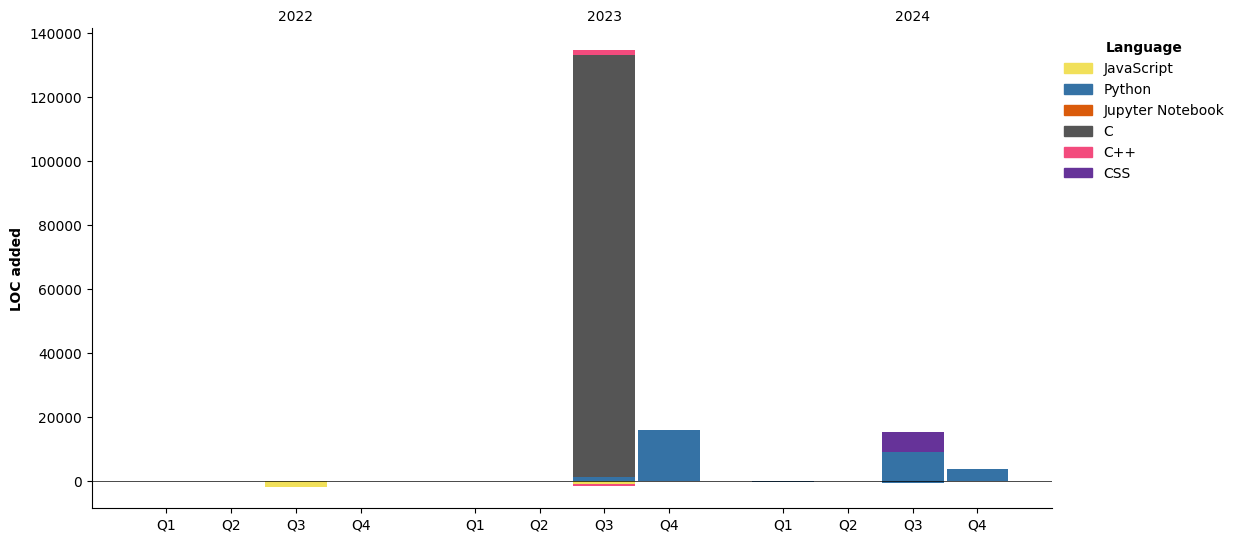 2022 2023 2024
140000
120000
100000
80000
60000
40000
20000
0
LOC added
Q1 Q2 Q3 Q4 Q1 Q2 Q3 Q4 Q1 Q2 Q3 Q4
Language
JavaScript
Python
Jupyter Notebook
C
C++
CSS